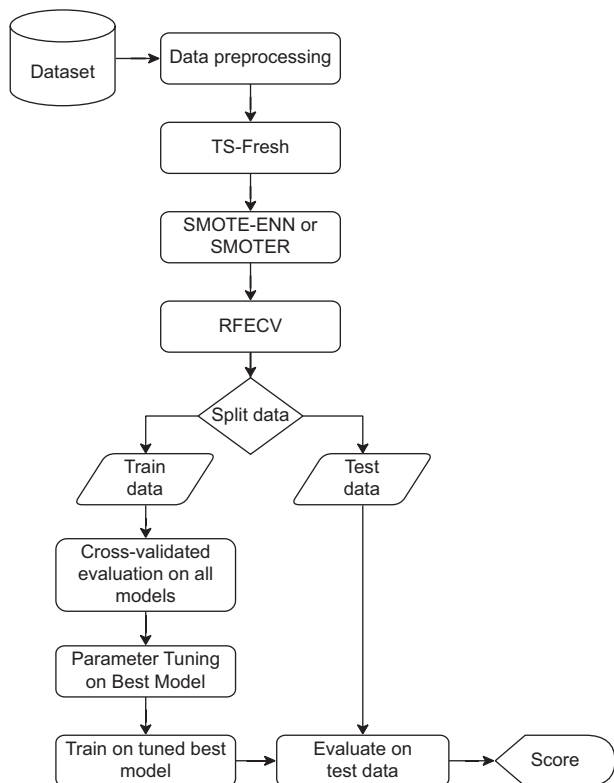 Dataset
Data preprocessing
TS-Fresh
SMOTE-ENN or
SMOTER
RFECV
Split data
Train
data
Test
data
Cross-validated
evaluation on all
models
Parameter Tuning
on Best Model
Train on tuned best
model
Evaluate on
test data
Score